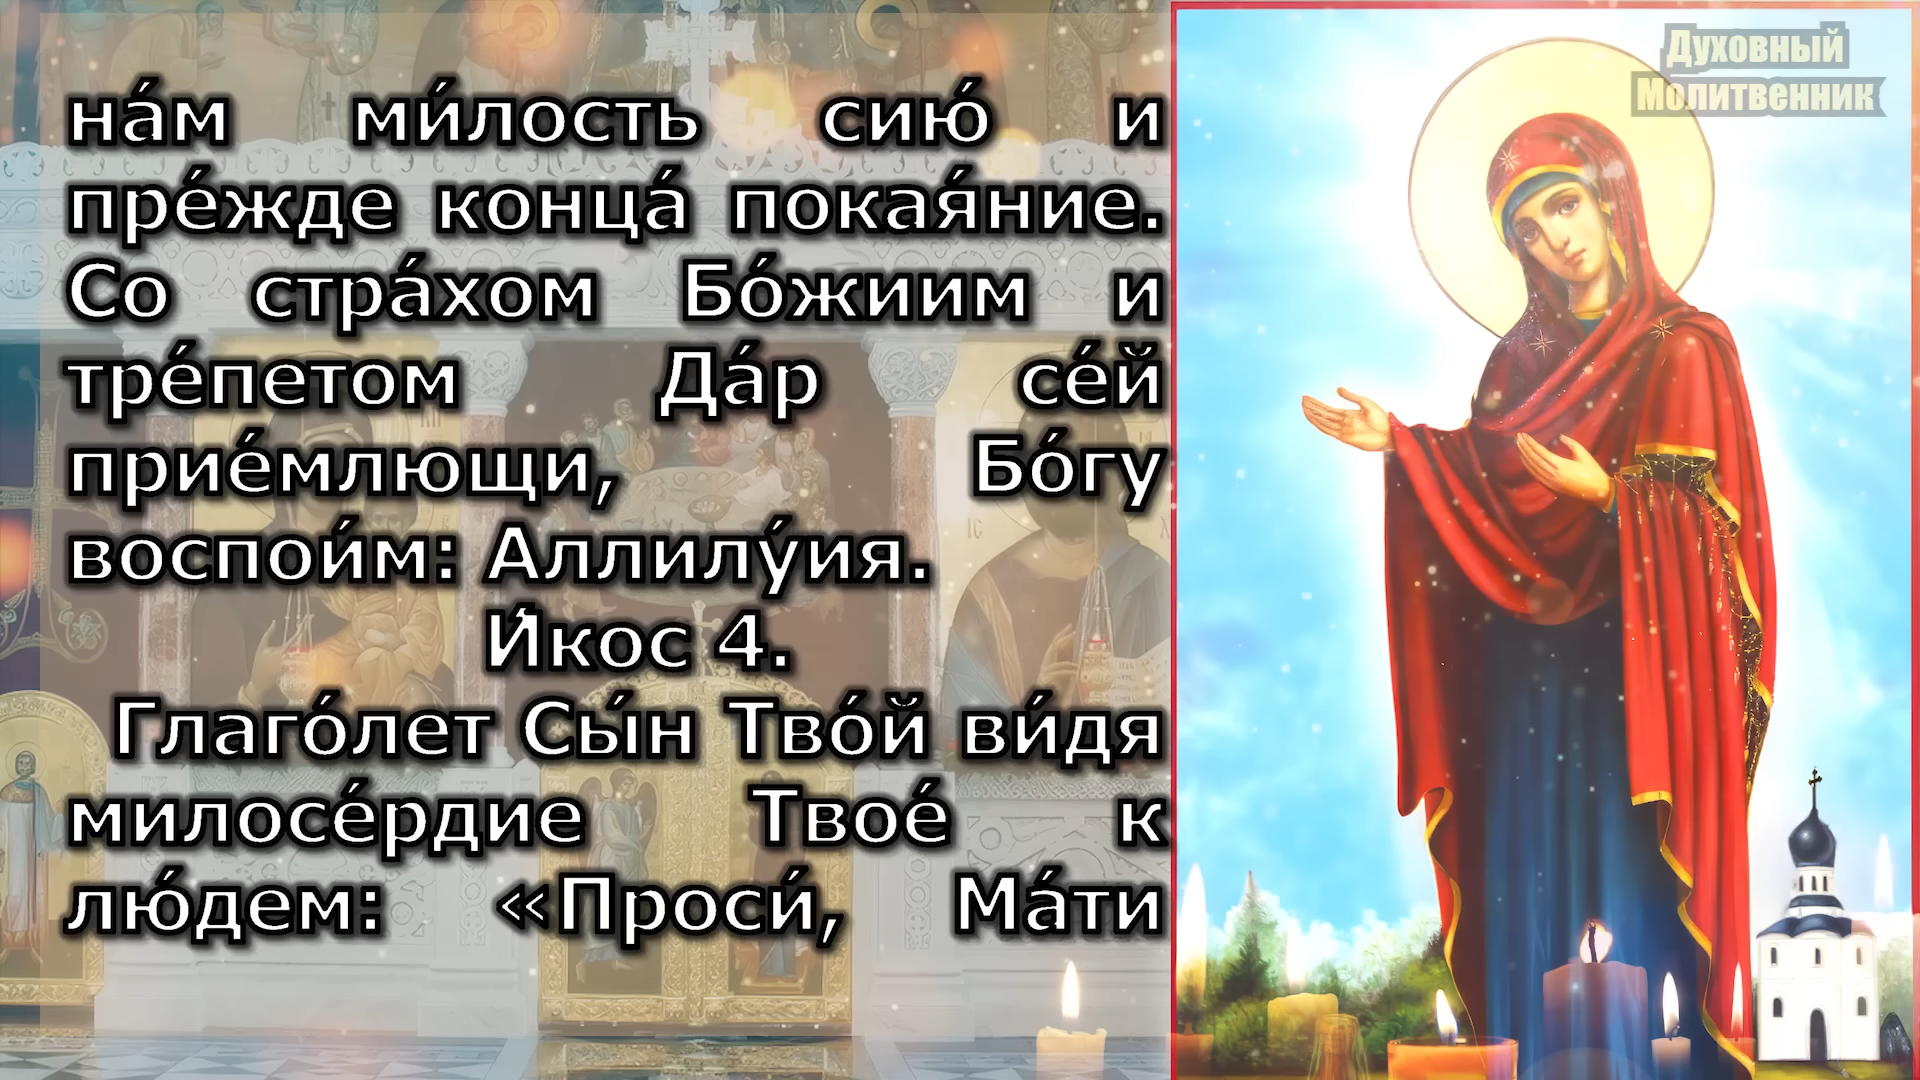 на́м ми́лость сию́ и
пре́жде конца́ покая́ние.
Со стра́хом Бо́жиим и
тре́петом Да́р се́й
прие́млющи, Бо́гу
воспои́м: Аллилу́ия.
И́кос 4.
Глаго́лет Сы́н Тво́й ви́дя
милосе́рдие Твое́ к
лю́дем: «Проси́, Ма́ти
Духовный
Молитвенник